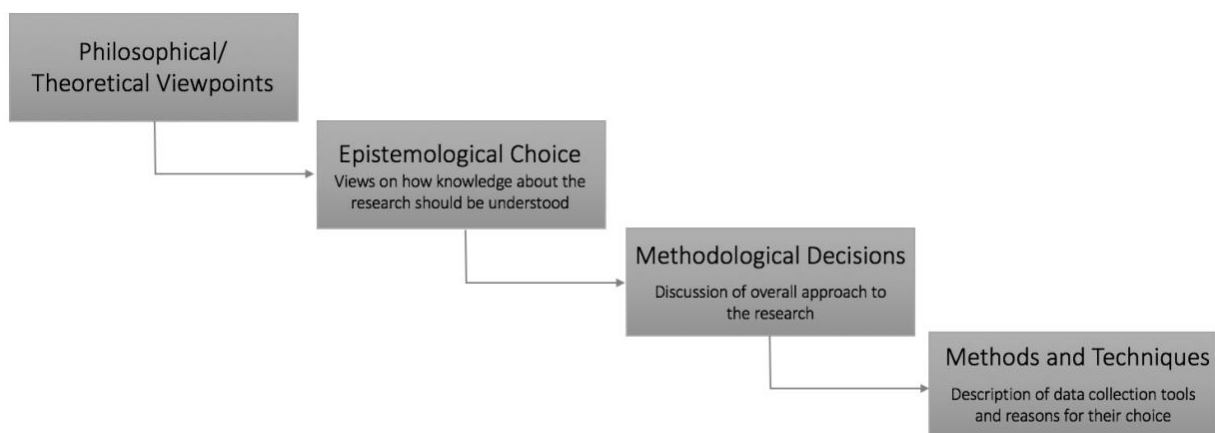 Philosophical/
Theoretical Viewpoints
Epistemological Choice
Views on how knowledge about the
research should be understood
Methodological Decisions
Discussion of overall approach to
the research
Methods and Techniques
Description of data collection tools
and reasons for their choice